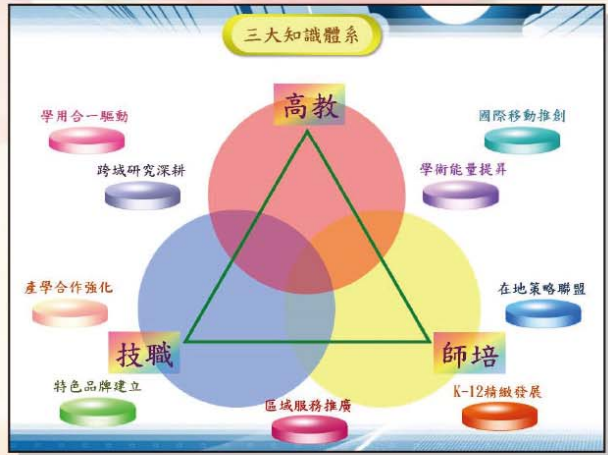 三大知識體系
高教
學用合一驅動
國際移動推創
跨域研究深耕
學術能量提昇
產學合作強化
在地策略聯盟
技職
師培
特色品牌建立
區域服務推廣
K-12精緻發展